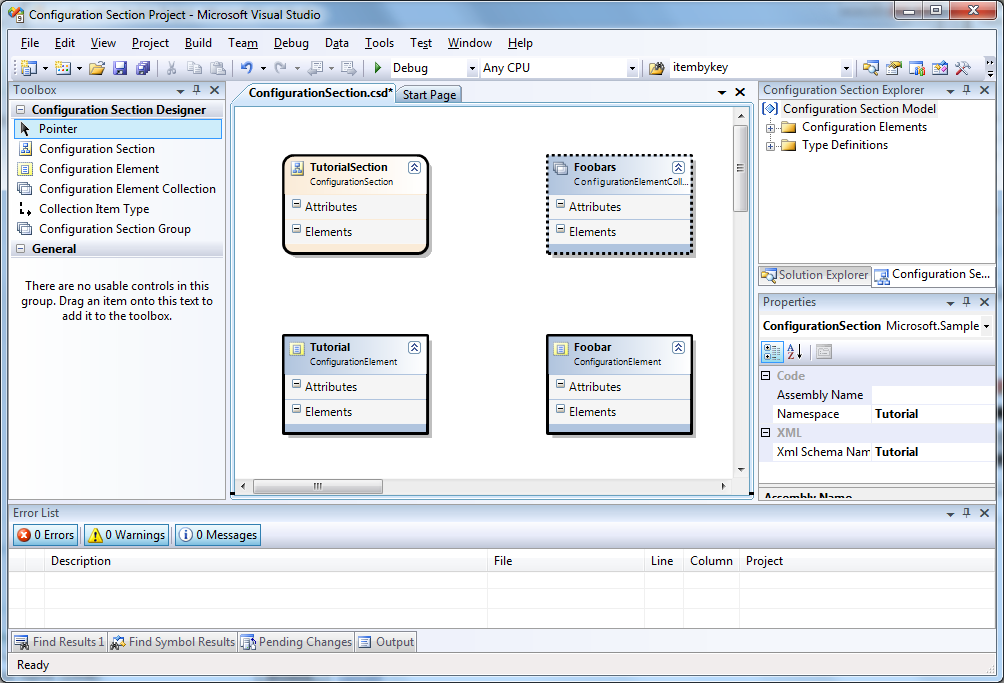 Configuration Section Project - Microsoft Visual Studio
File Edit View Project Build Team Debug Data Tools Test Window Help
Debug Any CPU itembykey
Toolbox
Configuration Section Designer
Pointer
Configuration Section
Configuration Element
Configuration Element Collection
Collection Item Type
Configuration Section Group
General
There are no usable controls in this
group. Drag an item onto this text to
add it to the toolbox.
ConfigurationSection.csd* Start Page
TutorialSection
ConfigurationSection
Attributes
Elements
Foobars
ConfigurationElementColl...
Attributes
Elements
Tutorial
ConfigurationElement
Attributes
Elements
Foobar
ConfigurationElement
Attributes
Elements
Configuration Section Explorer
Configuration Section Model
Configuration Elements
Type Definitions
Solution Explorer Configuration Se...
Properties
ConfigurationSection Microsoft.Sample
A
Z
Code
Assembly Name
Namespace Tutorial
XML
Xml Schema Nam Tutorial
Assembly Name
Error List
0 Errors 0 Warnings 0 Messages
Description File Line Column Project
Find Results 1 Find Symbol Results Pending Changes Output
Ready